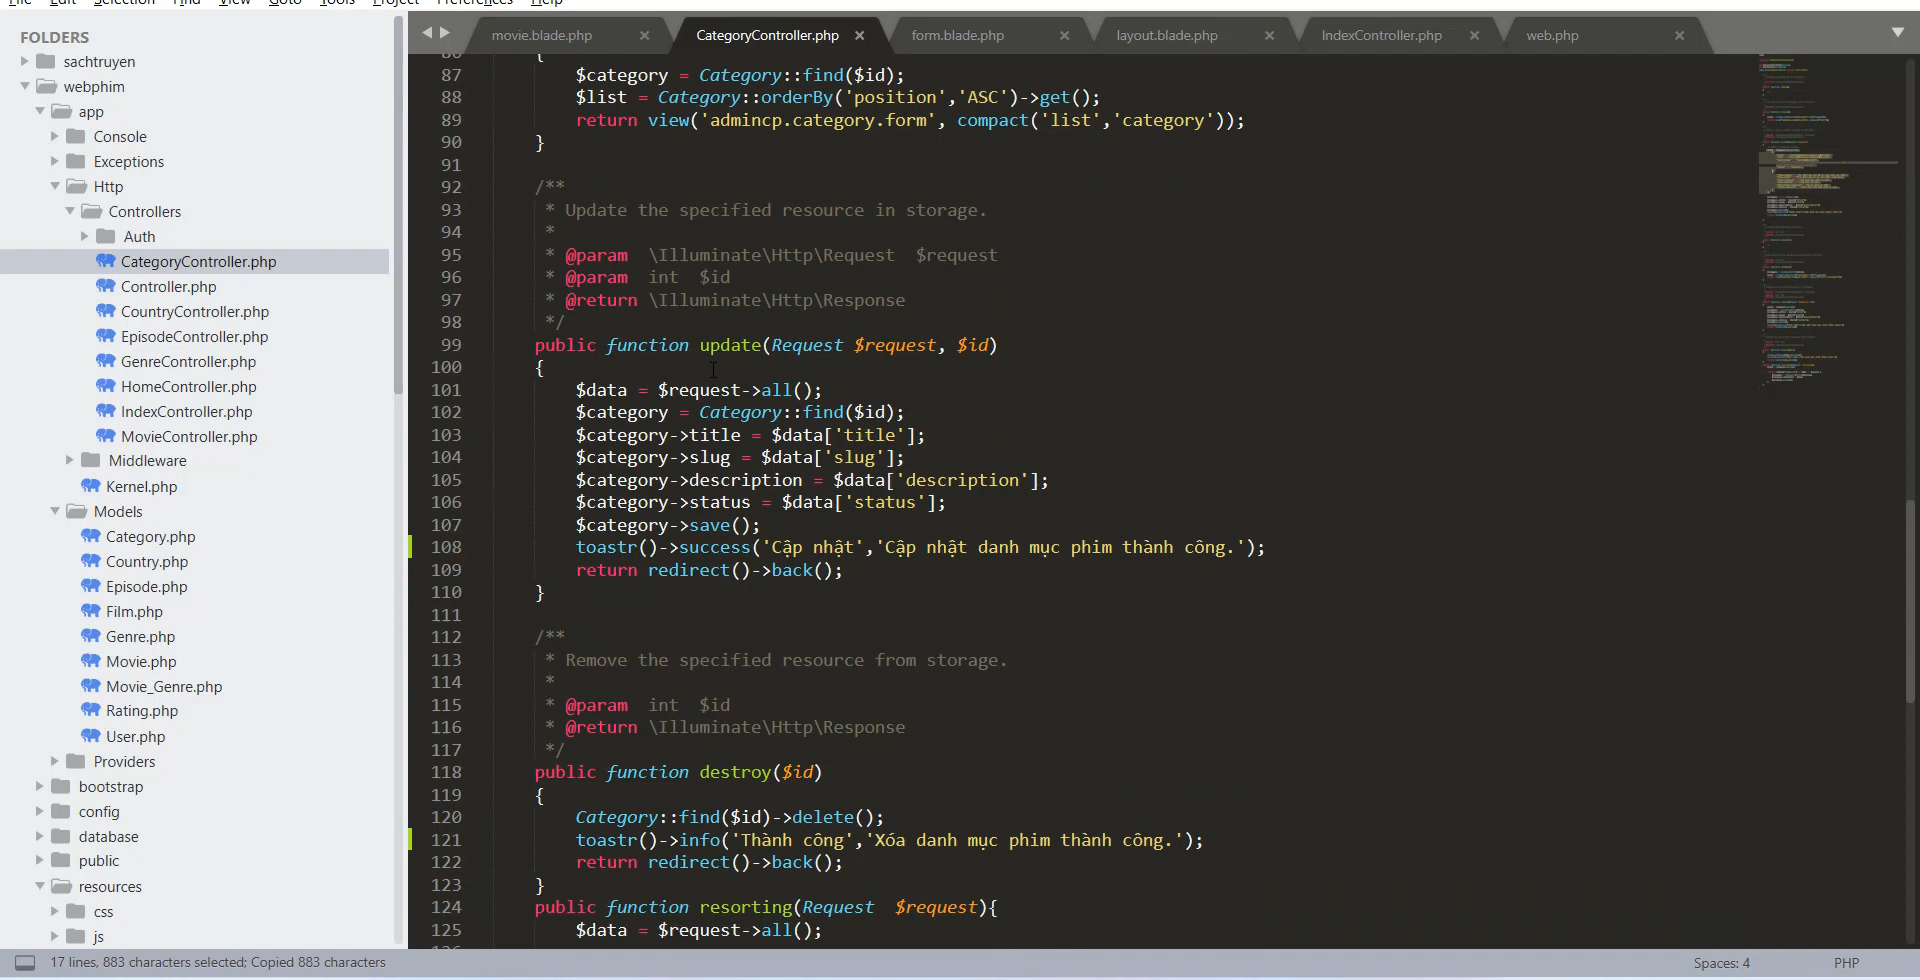 File Edit Selection Find View Goto Tools Project Preferences Help
FOLDERS
sachtruyen
webphim
app
Console
Exceptions
Http
Controllers
Auth
CategoryController.php
Controller.php
CountryController.php
EpisodeController.php
GenreController.php
HomeController.php
IndexController.php
MovieController.php
Middleware
Kernel.php
Models
Category.php
Country.php
Episode.php
Film.php
Genre.php
Movie.php
Movie_Genre.php
Rating.php
User.php
Providers
bootstrap
config
database
public
resources
css
js
movie.blade.php × CategoryController.php × form.blade.php × layout.blade.php × IndexController.php × web.php ×
86 {
87 $category = Category::find($id);
88 $list = Category::orderBy('position','ASC')->get();
89 return view('admincp.category.form', compact('list','category'));
90 }
91
92 /**
93 * Update the specified resource in storage.
94 *
95 * @param \Illuminate\Http\Request $request
96 * @param int $id
97 * @return \Illuminate\Http\Response
98 */
99 public function update(Request $request, $id)
100 {
101 $data = $request->all();
102 $category = Category::find($id);
103 $category->title = $data['title'];
104 $category->slug = $data['slug'];
105 $category->description = $data['description'];
106 $category->status = $data['status'];
107 $category->save();
108 toastr()->success('Cập nhật','Cập nhật danh mục phim thành công.');
109 return redirect()->back();
110 }
111
112 /**
113 * Remove the specified resource from storage.
114 *
115 * @param int $id
116 * @return \Illuminate\Http\Response
117 */
118 public function destroy($id)
119 {
120 Category::find($id)->delete();
121 toastr()->info('Thành công','Xóa danh mục phim thành công.');
122 return redirect()->back();
123 }
124 public function resorting(Request $request){
125 $data = $request->all();
17 lines, 883 characters selected; Copied 883 characters
Spaces: 4 PHP